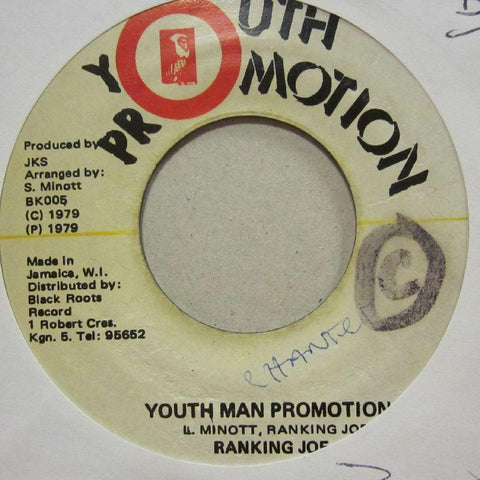 YOUTH
PROMOTION
Produced by
JKS
Arranged by:
S. Minott
BK005
(C) 1979
(P) 1979
Made in
Jamaica, W.I.
Distributed by:
Black Roots
Record
1 Robert Cres.
Kgn. 5. Tel: 95652
C
YOUTH MAN PROMOTION
L. MINOTT, RANKING JOE
RANKING JOE